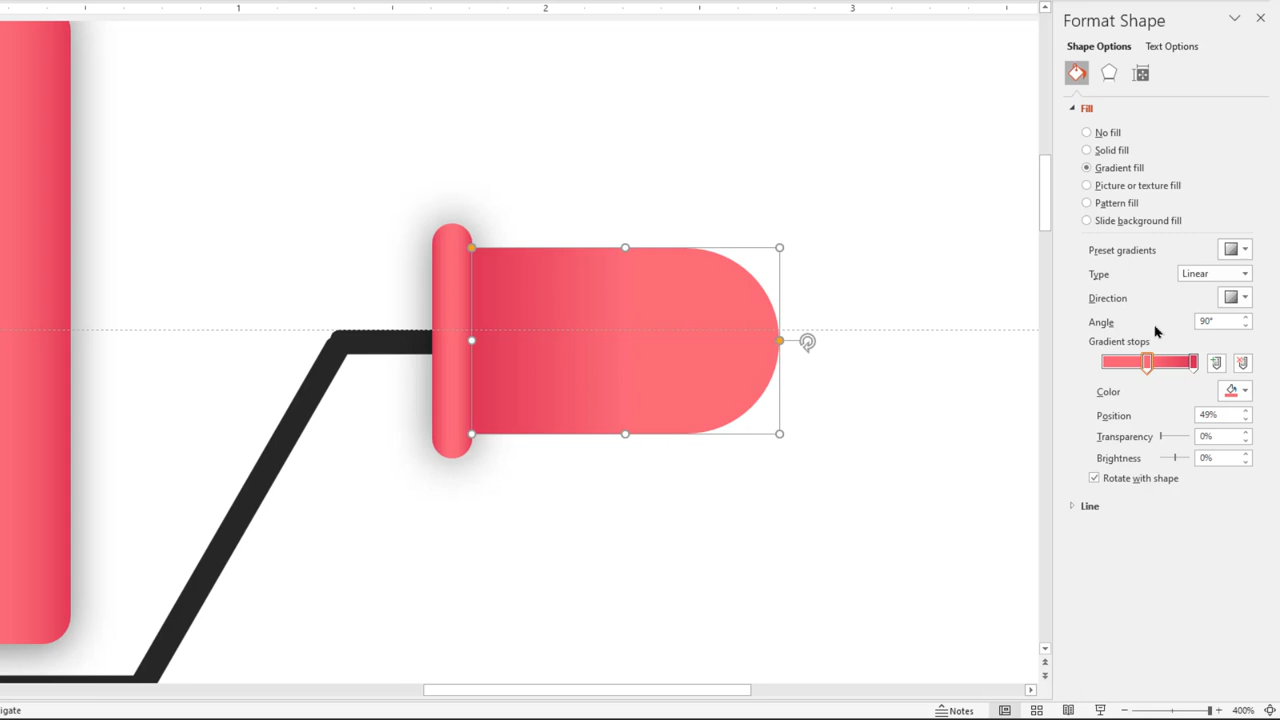 1 2 3
Format Shape
Shape Options Text Options
Fill
No fill
Solid fill
Gradient fill
Picture or texture fill
Pattern fill
Slide background fill
Preset gradients
Type Linear
Direction
Angle 90°
Gradient stops
Color
Position 49%
Transparency 0%
Brightness 0%
Rotate with shape
Line
igate Notes 400%